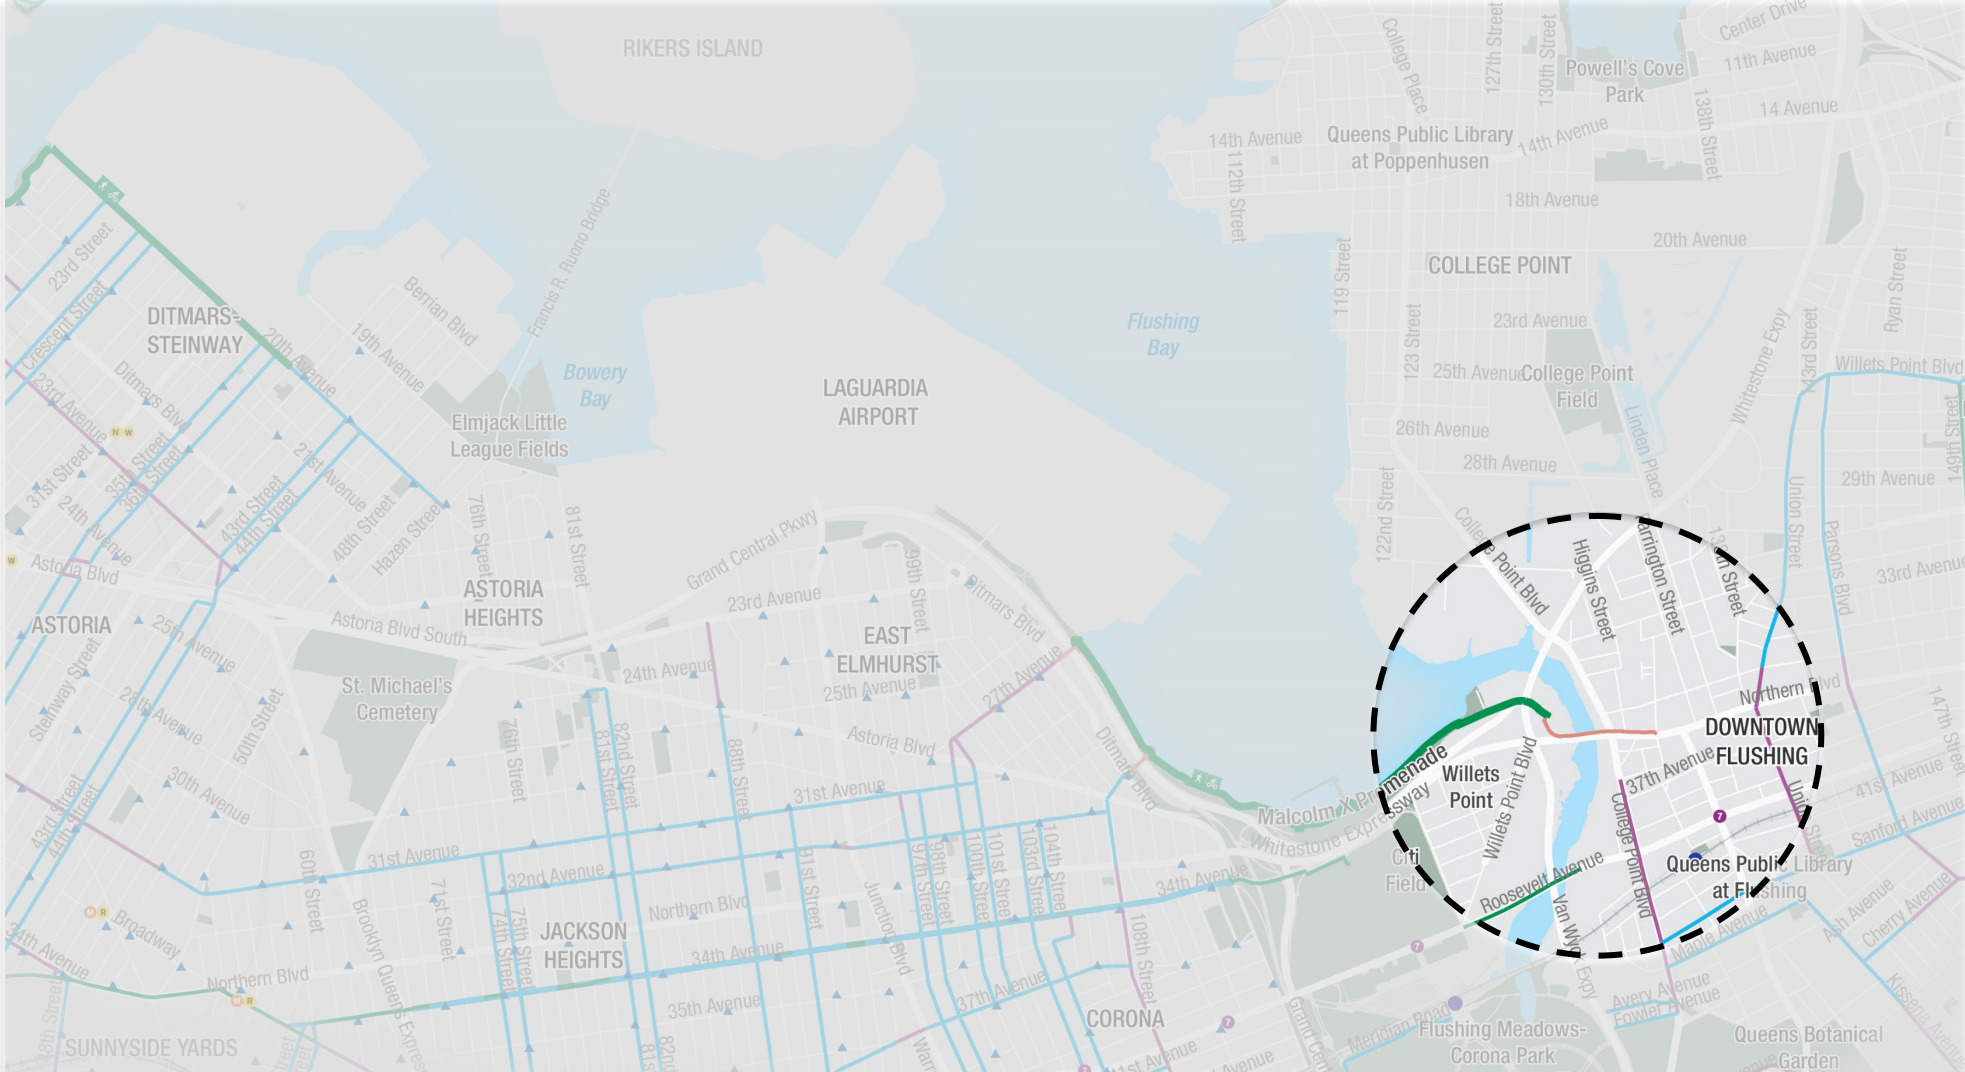 RIKERS ISLAND
College Place
127th Street
130th Street
Center Drive
11th Avenue
Powell's Cove
Park
138th Street
14 Avenue
14th Avenue
112th Street
Queens Public Library
at Poppenhusen
14th Avenue
18th Avenue
20th Avenue
COLLEGE POINT
119 Street
Ryan Street
23rd Street
Crescent Street
DITMARS-
STEINWAY
Berrian Blvd
Francis R. Ruono Bridge
20th Avenue
19th Avenue
Flushing
Bay
123 Street
23rd Avenue
25th Avenue
College Point
Field
Whitestone Expy
143rd Street
Willets Point Blvd
23rd Avenue
Ditmars Blvd
Bowery
Bay
LAGUARDIA
AIRPORT
Elmjack Little
League Fields
26th Avenue
28th Avenue
Linden Place
149th Street
29th Avenue
N W
31st Street
35th Street
36th Street
21st Avenue
24th Avenue
43rd Street
44th Street
48th Street
Hazen Street
76th Street
81st Street
Grand Central Pkwy
99th Street
Ditmars Blvd
23rd Avenue
122nd Street
College Point Blvd
Higgins Street
Farrington Street
Union Street
Parsons Blvd
33rd Avenue
W
Astoria Blvd
ASTORIA
25th Avenue
Astoria Blvd South
ASTORIA
HEIGHTS
EAST
ELMHURST
24th Avenue
25th Avenue
27th Avenue
Steinway Street
28th Avenue
St. Michael's
Cemetery
50th Street
76th Street
81st Street
82nd Street
88th Street
Astoria Blvd
Ditmars Blvd
Northern Blvd
147th Street
DOWNTOWN
FLUSHING
37th Avenue
Willets
Point
Willets Point Blvd
41st Avenue
30th Avenue
43rd Street
44th Street
31st Avenue
Malcolm X Promenade
Whitestone Expressway
College Point Blvd
7
Sanford Avenue
60th Street
31st Avenue
32nd Avenue
71st Street
74th Street
75th Street
91st Street
97th Street
98th Street
100th Street
101st Street
103rd Street
104th Street
34th Avenue
Citi
Field
Roosevelt Avenue
Queens Public Library
at Flushing
R
Broadway
Brooklyn Queens Express
Northern Blvd
Junction Blvd
108th Street
Van Wyck
Expy
Maple Avenue
Ash Avenue
Cherry Avenue
34th Avenue
JACKSON
HEIGHTS
34th Avenue
7
Northern Blvd
R
35th Avenue
37th Avenue
Avery Avenue
Fowler Avenue
Kissena
CORONA
7
Meridian Road
Flushing Meadows-
Corona Park
Queens Botanical
Garden
SUNNYSIDE YARDS
7